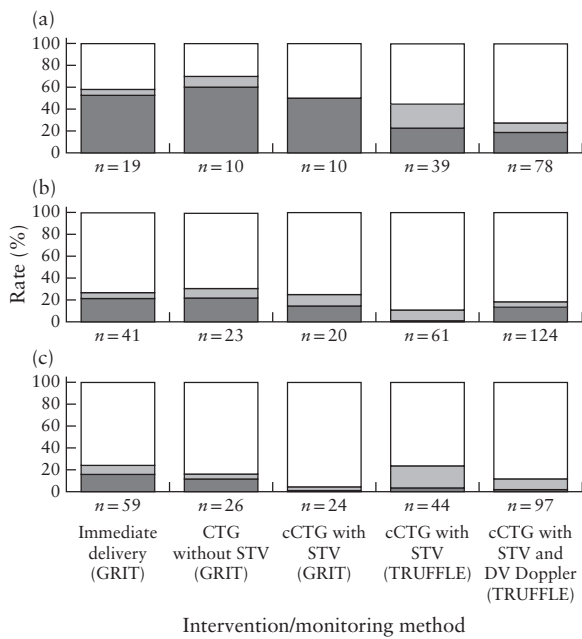 (a)
100
80
60
40
20
0
n = 19 n = 10 n = 10 n = 39 n = 78
(b)
100
80
60
40
20
0
n = 41 n = 23 n = 20 n = 61 n = 124
(c)
100
80
60
40
20
0
n = 59 n = 26 n = 24 n = 44 n = 97
Rate (%)
Immediate
delivery
(GRIT)
CTG
without STV
(GRIT)
cCTG with
STV
(GRIT)
cCTG with
STV
(TRUFFLE)
cCTG with
STV and
DV Doppler
(TRUFFLE)
Intervention/monitoring method